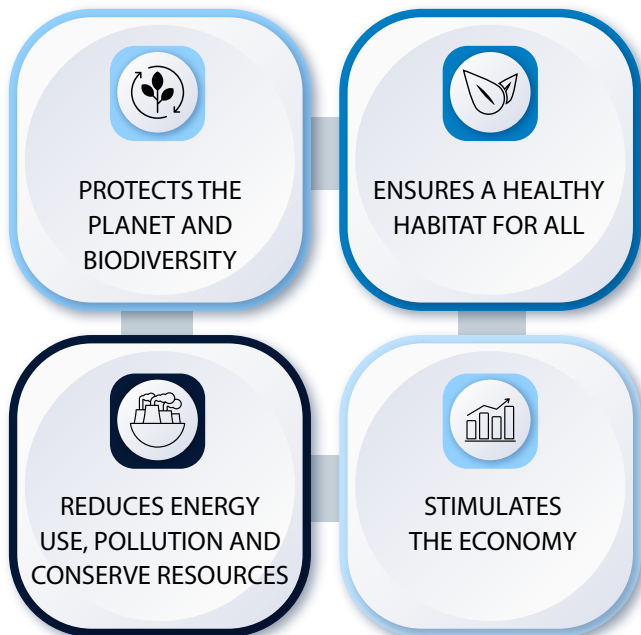 PROTECTS THE
PLANET AND
BIODIVERSITY
ENSURES A HEALTHY
HABITAT FOR ALL
REDUCES ENERGY
USE, POLLUTION AND
CONSERVE RESOURCES
STIMULATES
THE ECONOMY